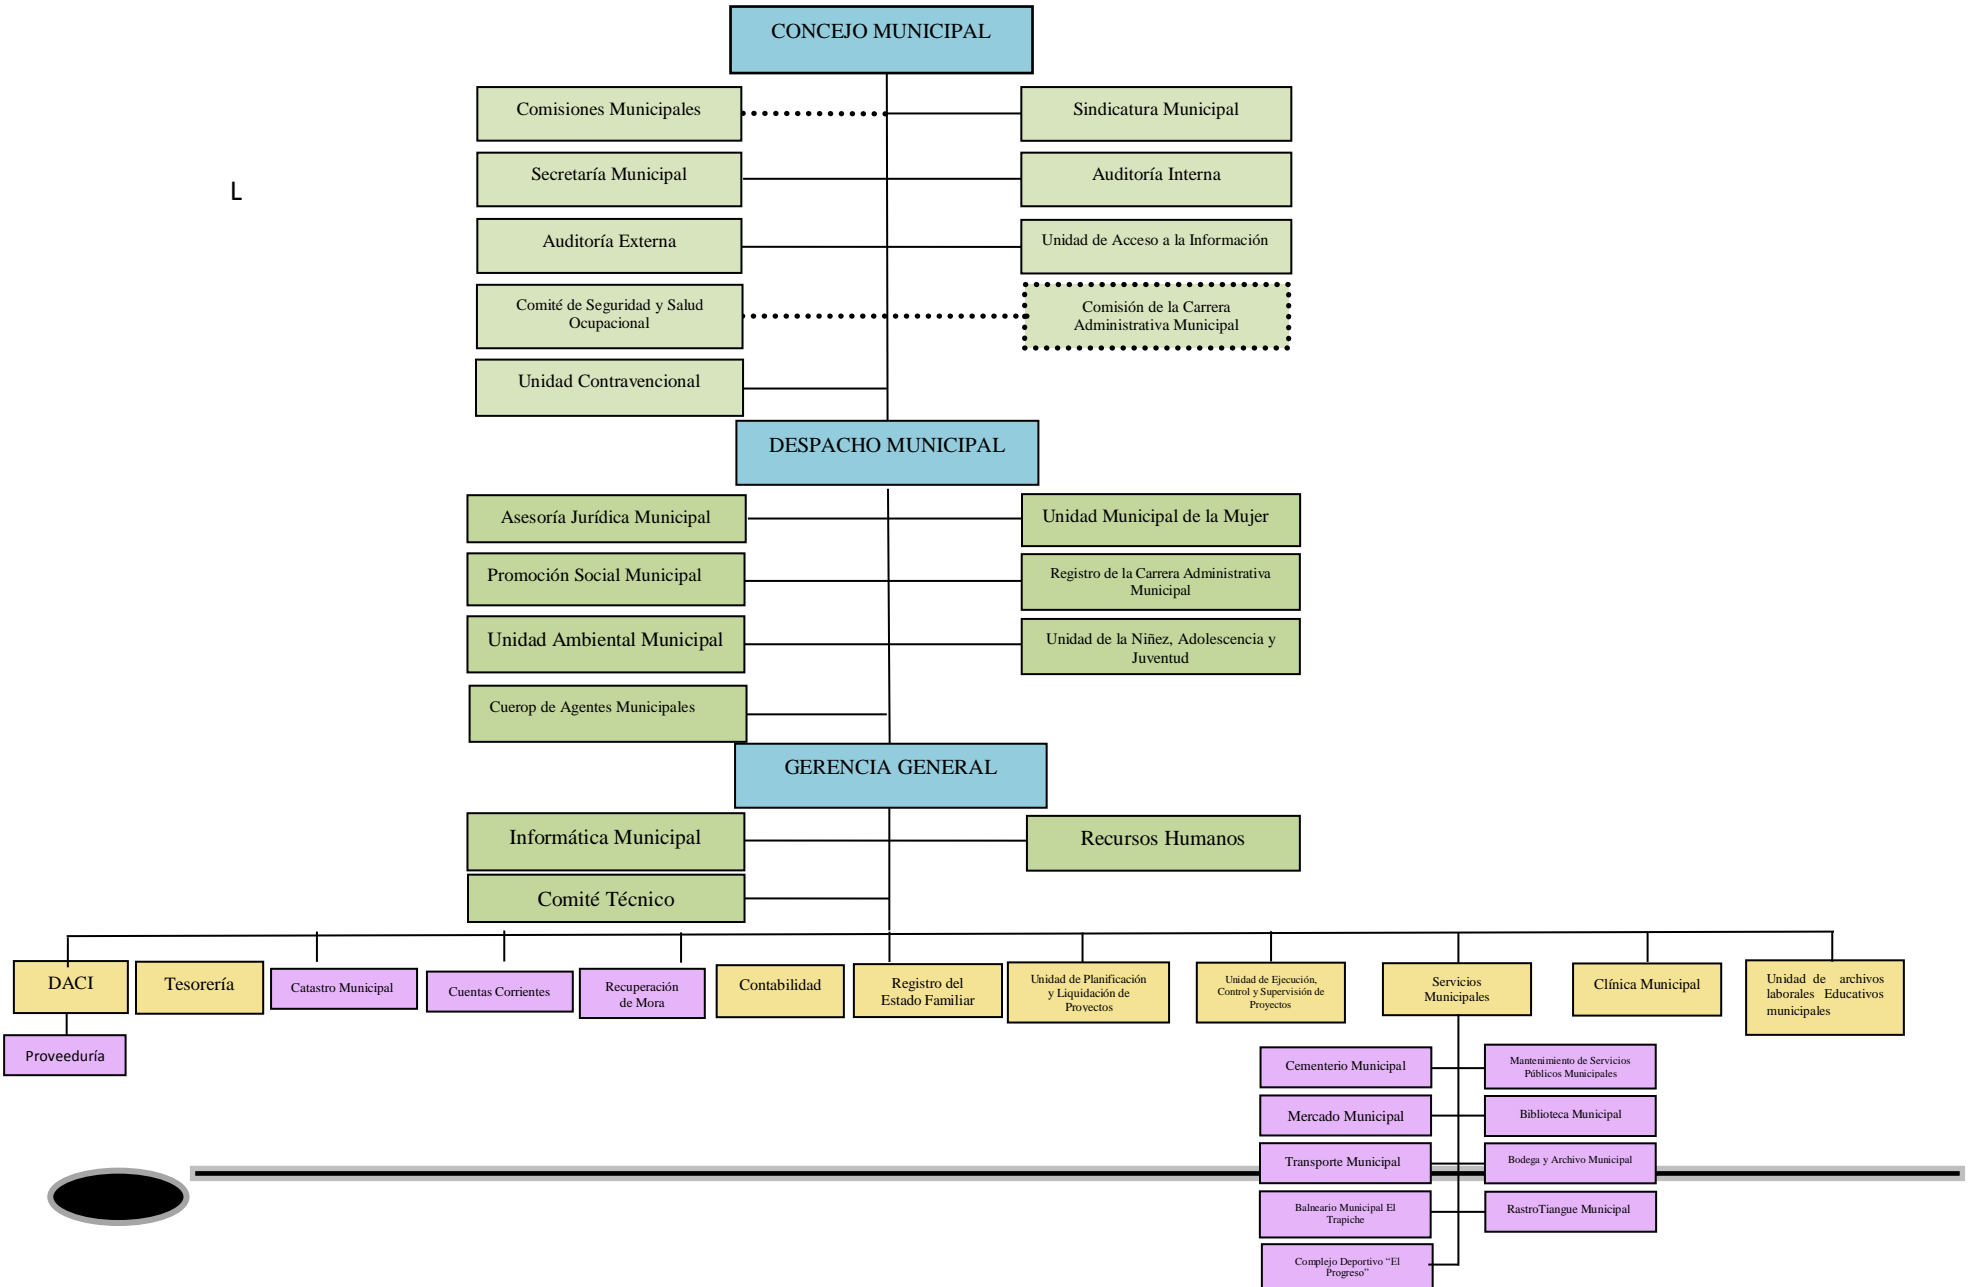 CONCEJO MUNICIPAL
Comisiones Municipales
Sindicatura Municipal
Secretaría Municipal
Auditoría Interna
L
Auditoría Externa
Unidad de Acceso a la Información
Comité de Seguridad y Salud
Ocupacional
Comisión de la Carrera
Administrativa Municipal
Unidad Contravencional
DESPACHO MUNICIPAL
Asesoría Jurídica Municipal
Unidad Municipal de la Mujer
Promoción Social Municipal
Registro de la Carrera Administrativa
Municipal
Unidad Ambiental Municipal
Unidad de la Niñez, Adolescencia y
Juventud
Cuerop de Agentes Municipales
GERENCIA GENERAL
Informática Municipal
Recursos Humanos
Comité Técnico
DACI
Tesorería
Catastro Municipal
Cuentas Corrientes
Recuperación
de Mora
Contabilidad
Registro del
Estado Familiar
Unidad de Planificación
y Liquidación de
Proyectos
Unidad de Ejecución,
Control y Supervisión de
Proyectos
Servicios
Municipales
Clínica Municipal
Unidad de archivos
laborales Educativos
municipales
Proveeduría
Cementerio Municipal
Mantenimiento de Servicios
Públicos Municipales
Mercado Municipal
Biblioteca Municipal
Transporte Municipal
Bodega y Archivo Municipal
Balneario Municipal El
Trapiche
RastroTiangue Municipal
Complejo Deportivo “El
Progreso”